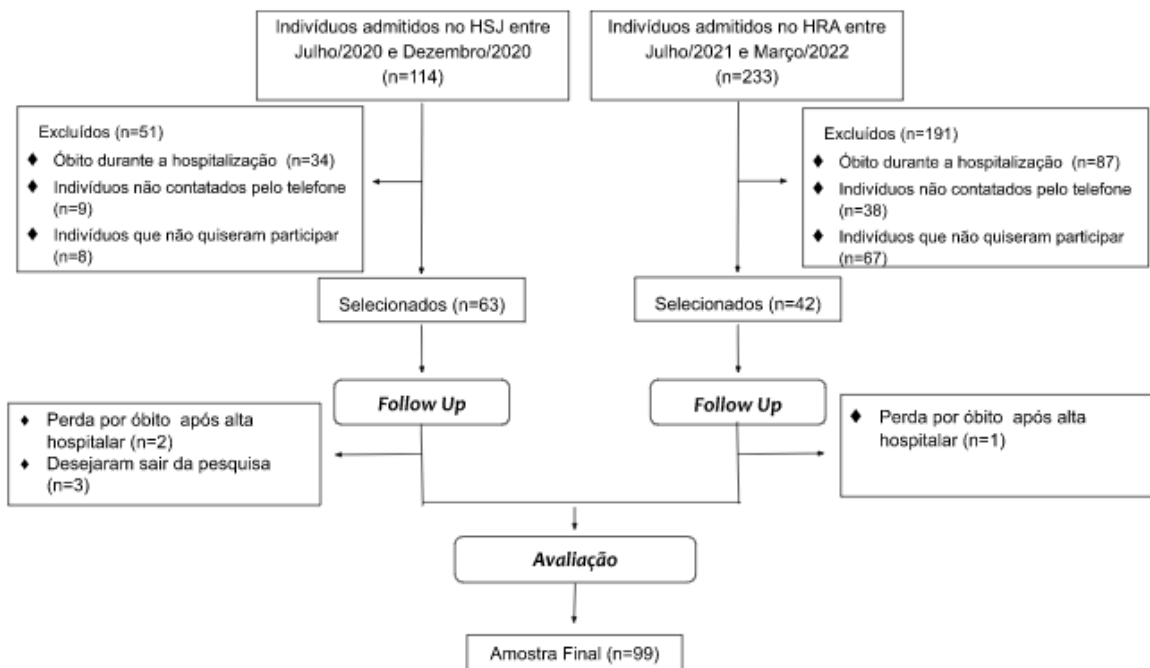 Indivíduos admitidos no HSJ entre
Julho/2020 e Dezembro/2020
(n=114)
Indivíduos admitidos no HRA entre
Julho/2021 e Março/2022
(n=233)
Excluídos (n=51)
♦ Óbito durante a hospitalização (n=34)
♦ Indivíduos não contatados pelo telefone
(n=9)
♦ Indivíduos que não quiseram participar
(n=8)
Excluídos (n=191)
♦ Óbito durante a hospitalização (n=87)
♦ Indivíduos não contatados pelo telefone
(n=38)
♦ Indivíduos que não quiseram participar
(n=67)
Selecionados (n=63)
Selecionados (n=42)
Follow Up
Follow Up
♦ Perda por óbito após alta
hospitalar (n=2)
♦ Desejaram sair da pesquisa
(n=3)
♦ Perda por óbito após alta
hospitalar (n=1)
Avaliação
Amostra Final (n=99)